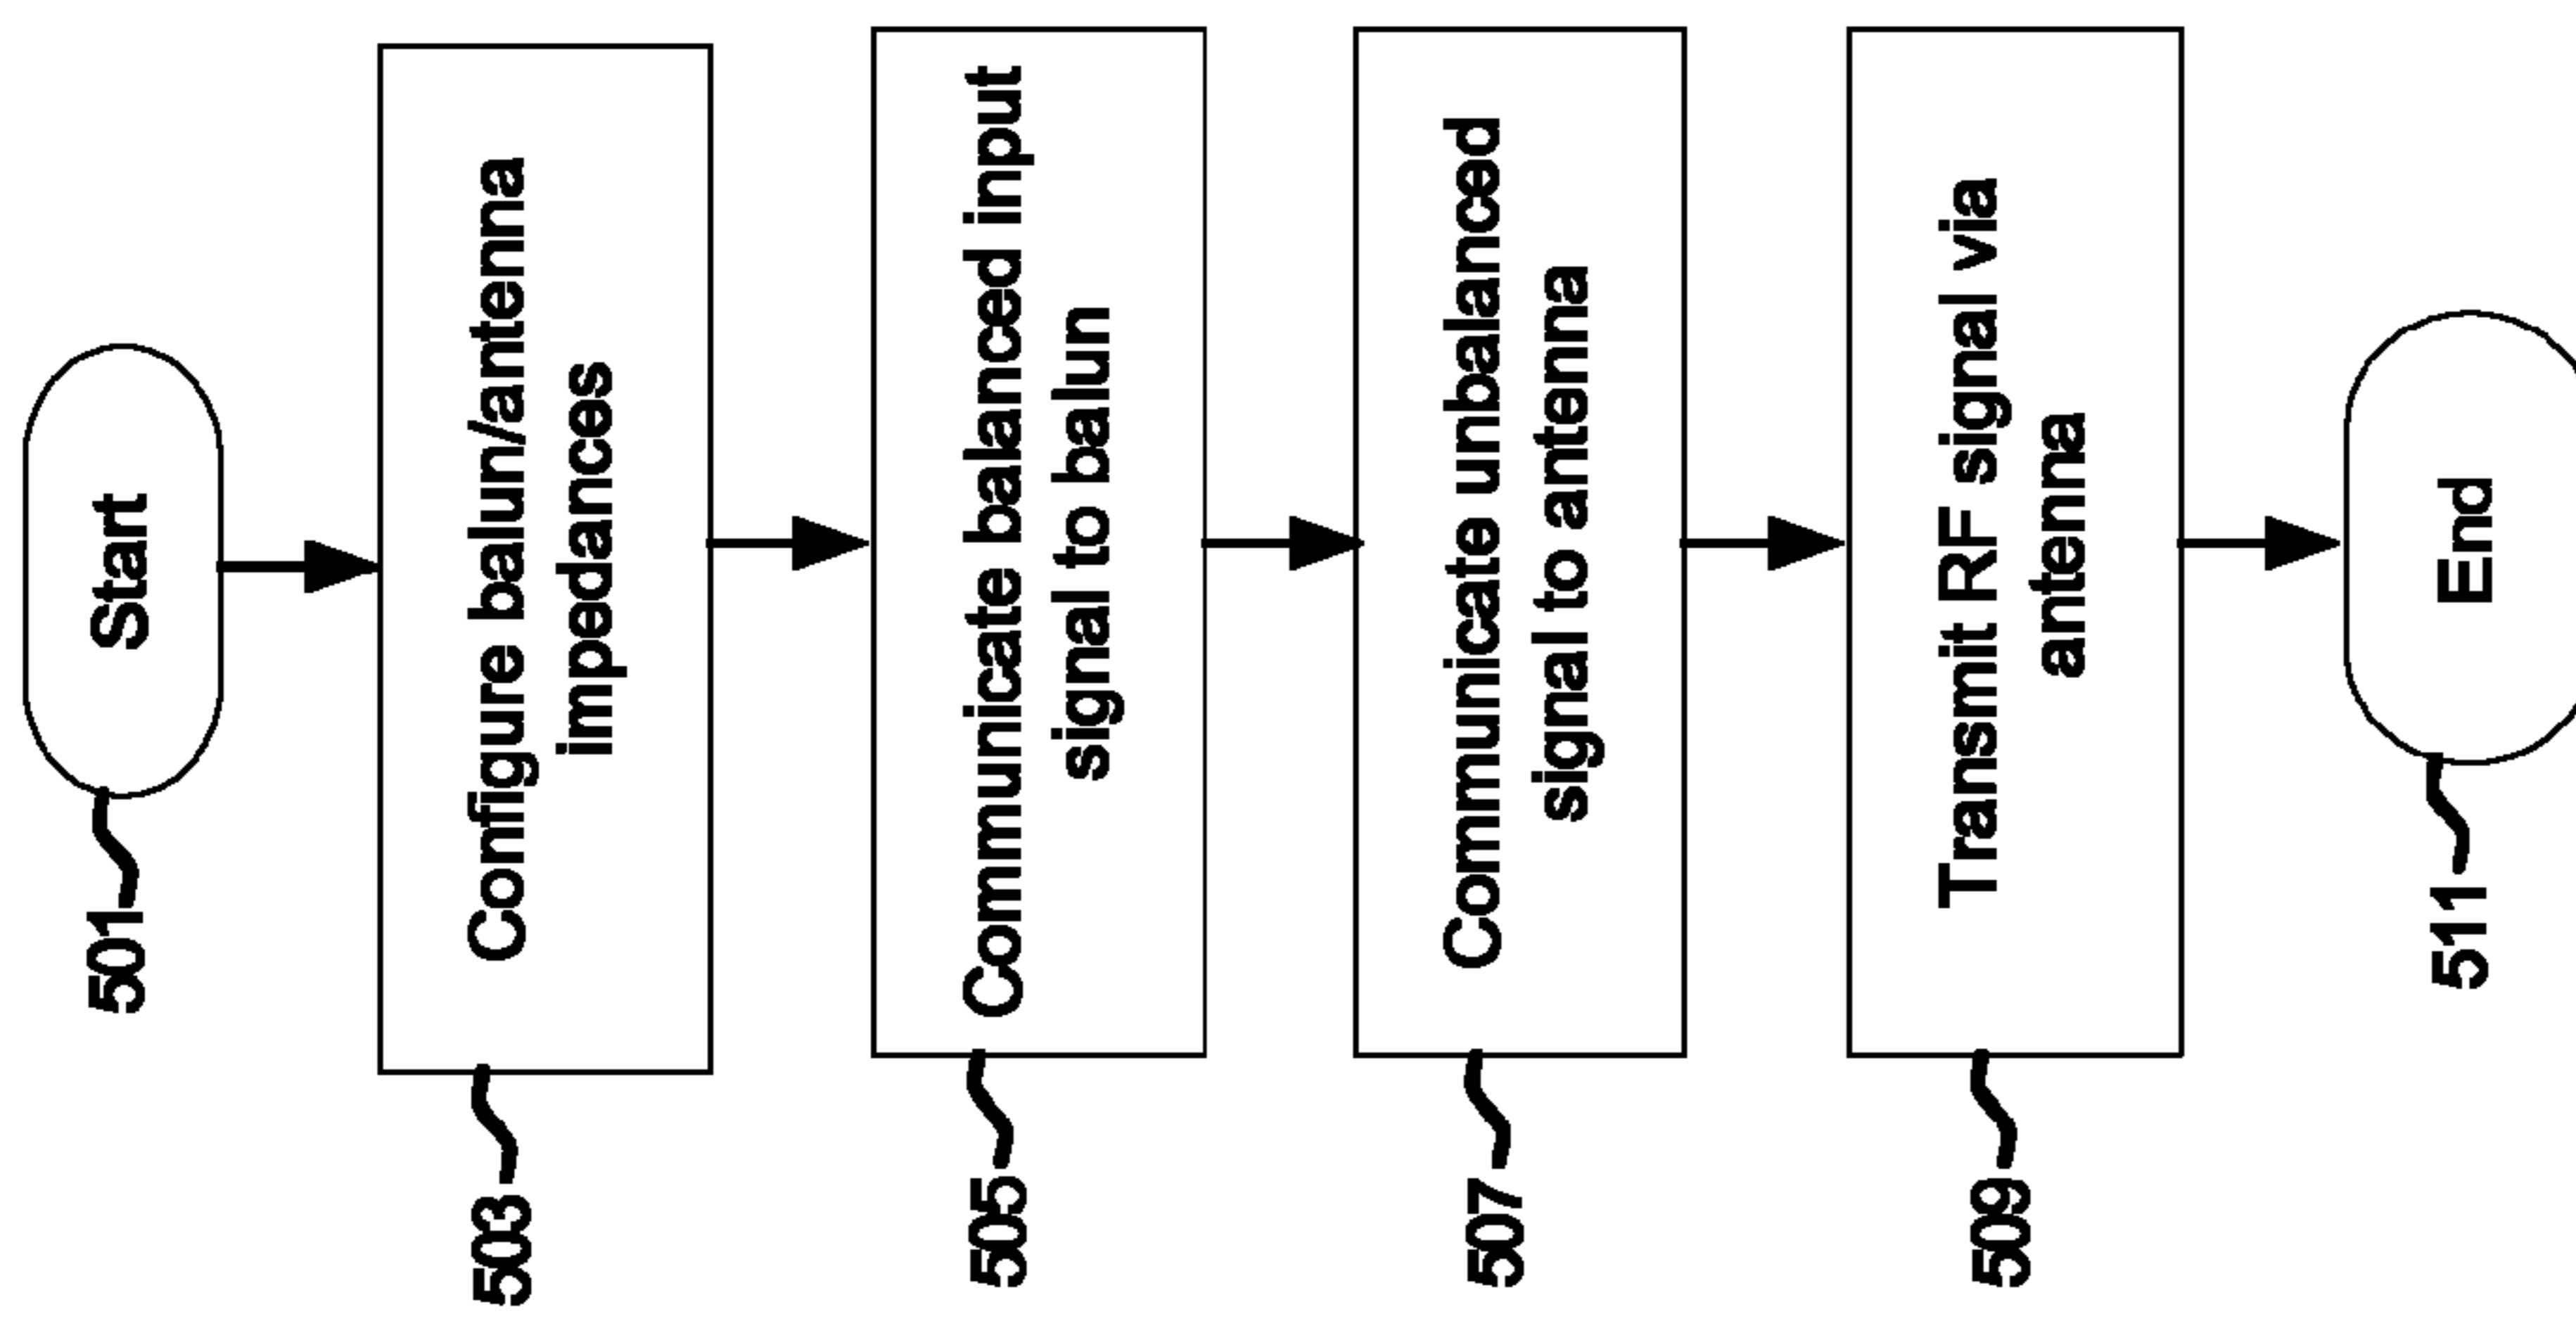 501
Start
503
Configure balun/antenna
impedances
505
Communicate balanced input
signal to balun
507
Communicate unbalanced
signal to antenna
509
Transmit RF signal via
antenna
511
End